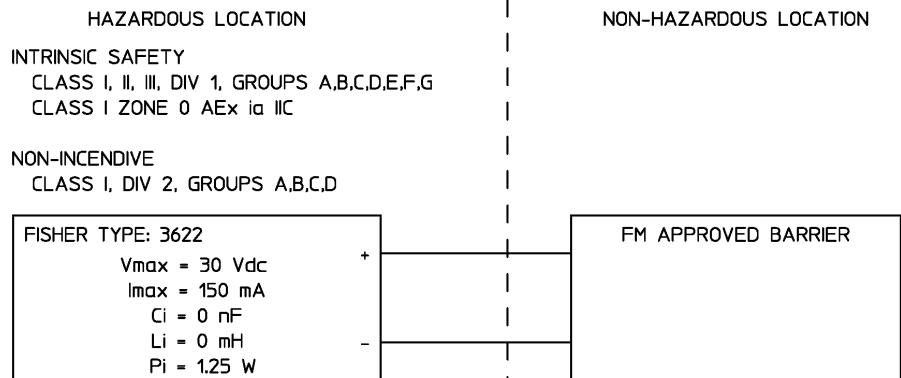 HAZARDOUS LOCATION
NON-HAZARDOUS LOCATION
INTRINSIC SAFETY
CLASS I, II, III, DIV 1, GROUPS A,B,C,D,E,F,G
CLASS I ZONE 0 AEx ia IIC
NON-INCENDIVE
CLASS I, DIV 2, GROUPS A,B,C,D
FISHER TYPE: 3622
Vmax = 30 Vdc
Imax = 150 mA
Ci = 0 nF
Li = 0 mH
Pi = 1.25 W
+
-
FM APPROVED BARRIER